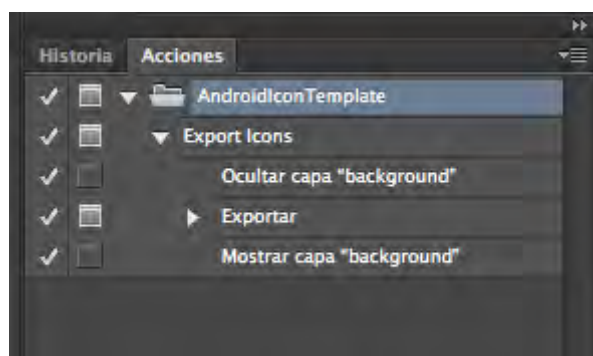 Historia Acciones
AndroidIconTemplate
Export Icons
Ocultar capa "background"
Exportar
Mostrar capa "background"